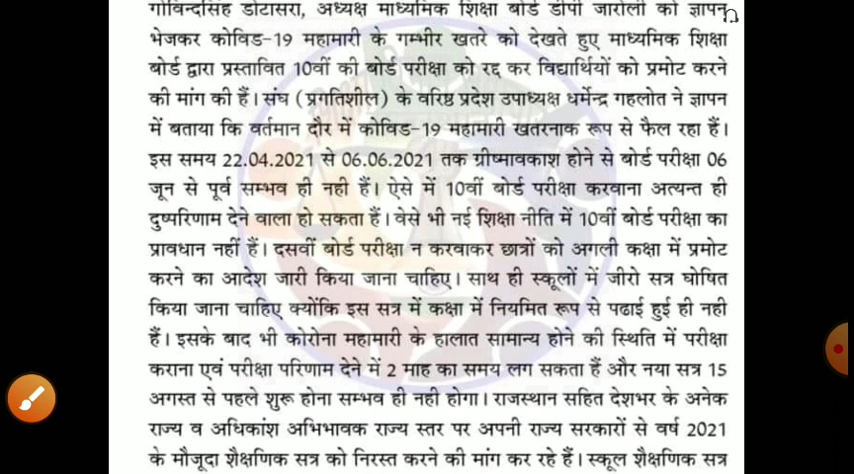 गोविन्दसिंह डोटासरा, अध्यक्ष माध्यमिक शिक्षा बोर्ड डीपी जारोली को ज्ञापन
भेजकर कोविड-19 महामारी के गम्भीर खतरे को देखते हुए माध्यमिक शिक्षा
बोर्ड द्वारा प्रस्तावित 10वीं की बोर्ड परीक्षा को रद्द कर विद्यार्थियों को प्रमोट करने
की मांग की हैं। संघ (प्रगतिशील) के वरिष्ठ प्रदेश उपाध्यक्ष धर्मेन्द्र गहलोत ने ज्ञापन
में बताया कि वर्तमान दौर में कोविड-19 महामारी खतरनाक रूप से फैल रहा हैं।
इस समय 22.04.2021 से 06.06.2021 तक ग्रीष्मावकाश होने से बोर्ड परीक्षा 06
जून से पूर्व सम्भव ही नही हैं। ऐसे में 10वीं बोर्ड परीक्षा करवाना अत्यन्त ही
दुष्परिणाम देने वाला हो सकता हैं। वेसे भी नई शिक्षा नीति में 10वीं बोर्ड परीक्षा का
प्रावधान नहीं हैं। दसवीं बोर्ड परीक्षा न करवाकर छात्रों को अगली कक्षा में प्रमोट
करने का आदेश जारी किया जाना चाहिए। साथ ही स्कूलों में जीरो सत्र घोषित
किया जाना चाहिए क्योंकि इस सत्र में कक्षा में नियमित रूप से पढाई हुई ही नही
हैं। इसके बाद भी कोरोना महामारी के हालात सामान्य होने की स्थिति में परीक्षा
कराना एवं परीक्षा परिणाम देने में 2 माह का समय लग सकता हैं और नया सत्र 15
अगस्त से पहले शुरू होना सम्भव ही नही होगा। राजस्थान सहित देशभर के अनेक
राज्य व अधिकांश अभिभावक राज्य स्तर पर अपनी राज्य सरकारों से वर्ष 2021
के मौजूदा शैक्षणिक सत्र को निरस्त करने की मांग कर रहे हैं। स्कूल शैक्षणिक सत्र